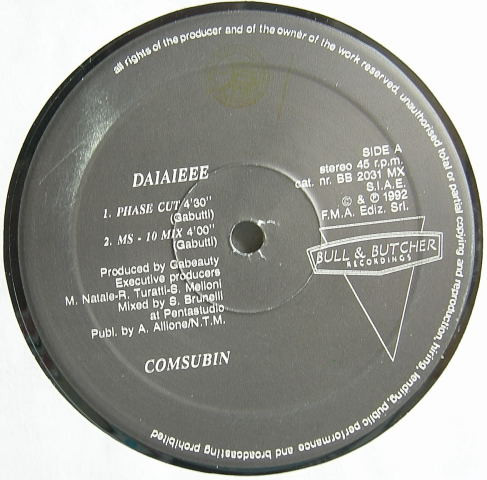 all rights of the producer and of the owner of the work reserved, unauthorised total or partial copying and reproduction, hiring, lending, public performance and broadcasting prohibited
DAIAIEEE
1. PHASE CUT 4'30"
(Gabutti)
2. MS - 10 MIX 4'00"
(Gabutti)
Produced by Gabeauty
Executive producers
M. Natale-R. Turatti-S. Melloni
Mixed by S. Brunelli
at Pentastudio
Publ. by A. Allione/N.T.M.
COMSUBIN
SIDE A
stereo 45 r.p.m.
cat. nr. BB 2031 MX
S.I.A.E.
© & ℗ 1992
F.M.A. Ediz. Srl.
BULL & BUTCHER
RECORDINGS